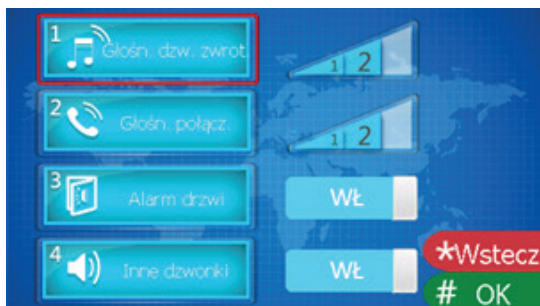 1 Głośn. dzw. zwrot
1 2
2 Głośn. połącz.
1 2
3 Alarm drzwi WŁ
4 Inne dzwonki WŁ
*Wstecz
# OK